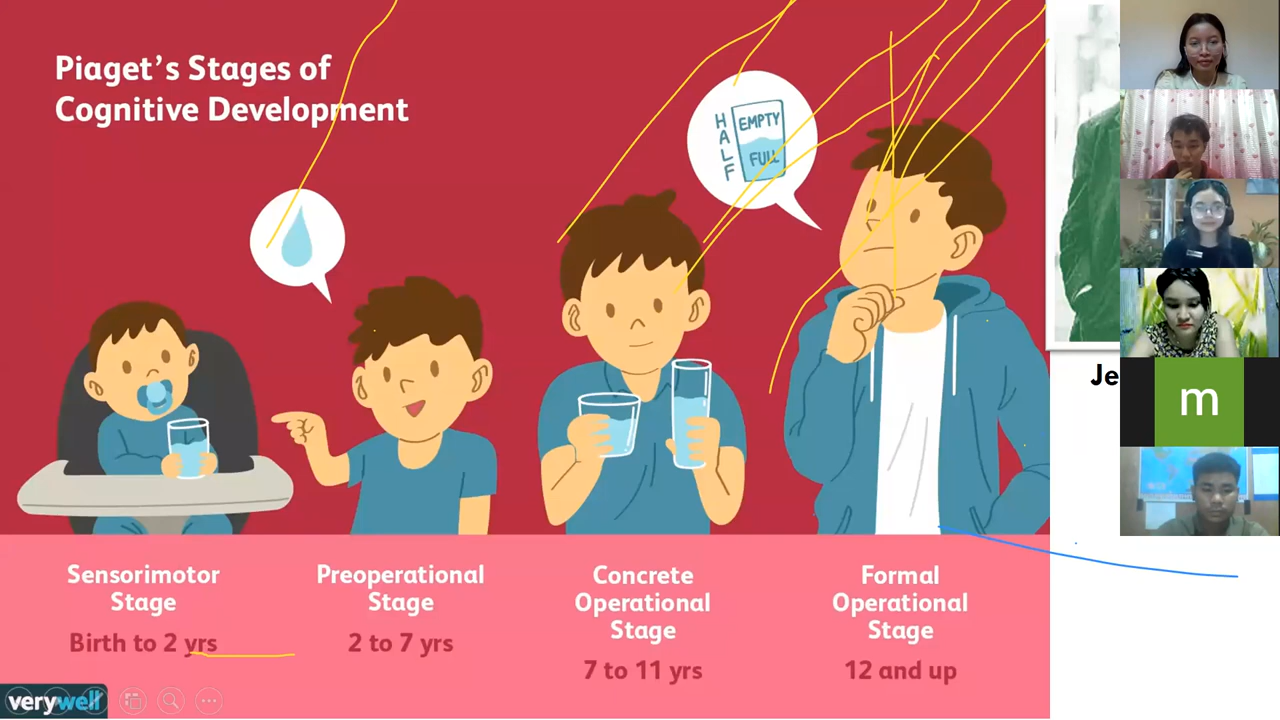 Piaget's Stages of
Cognitive Development
HALF
EMPTY
FULL
Sensorimotor
Stage
Birth to 2 yrs
Preoperational
Stage
2 to 7 yrs
Concrete
Operational
Stage
7 to 11 yrs
Formal
Operational
Stage
12 and up
Je
m
verywell